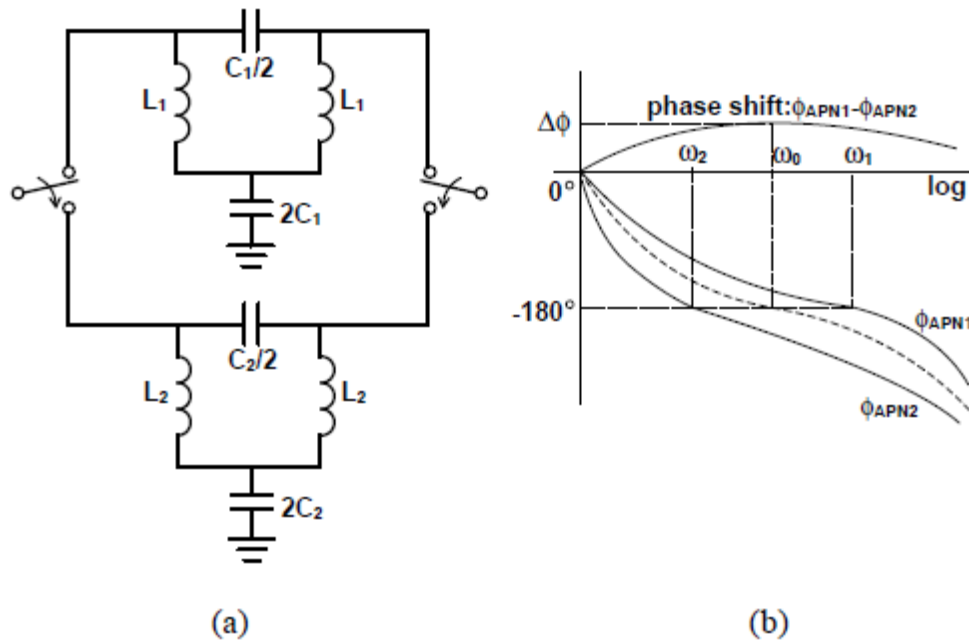 C₁/2
L₁
L₁
2C₁
C₂/2
L₂
L₂
2C₂
(a)
phase shift:ϕAPN1-ϕAPN2
Δϕ
ω₂
ω₀
ω₁
0°
log
-180°
ϕAPN1
ϕAPN2
(b)